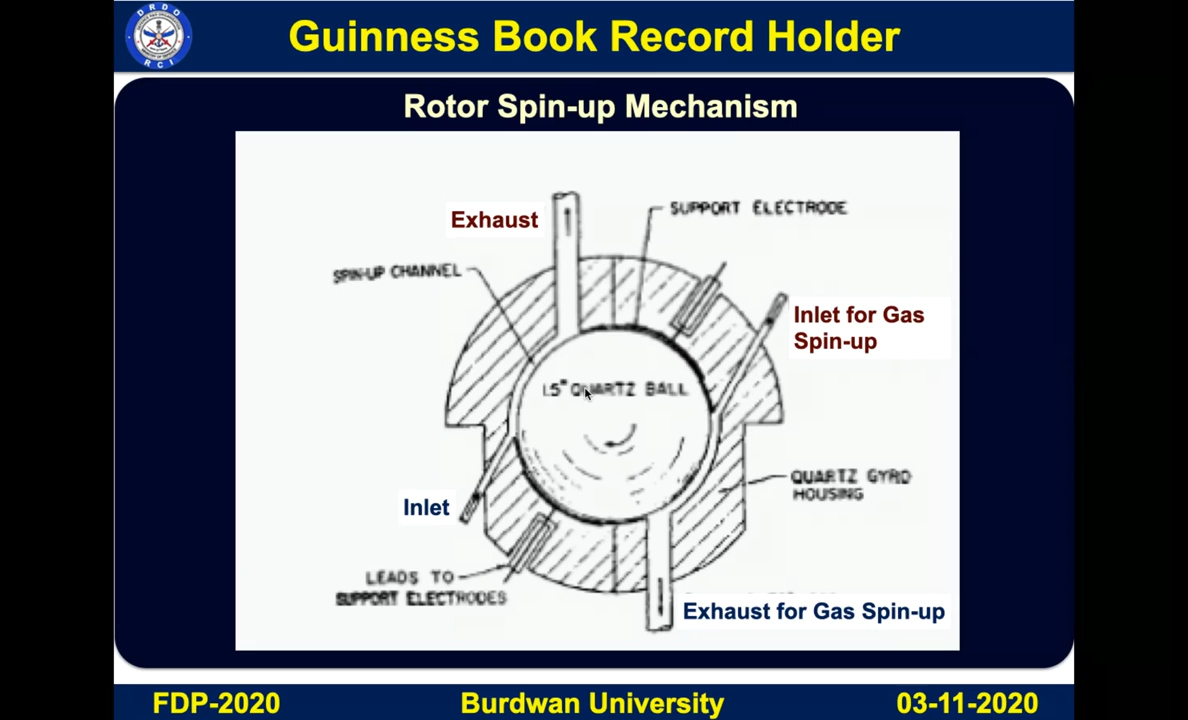 DRDO
RCI
Guinness Book Record Holder
Rotor Spin-up Mechanism
Exhaust
SUPPORT ELECTRODE
SPIN-UP CHANNEL
Inlet for Gas
Spin-up
1.5" QUARTZ BALL
QUARTZ GYRO
HOUSING
Inlet
LEADS TO
SUPPORT ELECTRODES
Exhaust for Gas Spin-up
FDP-2020
Burdwan University
03-11-2020